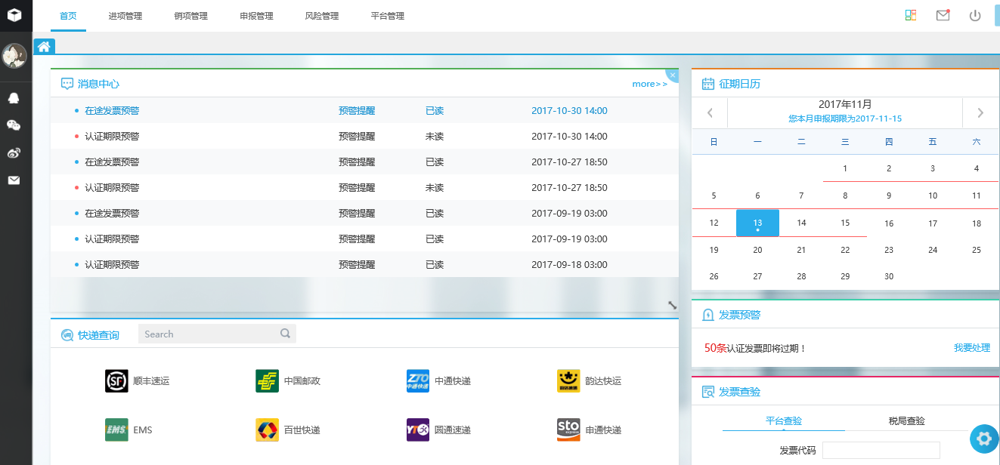 首页 进项管理 销项管理 申报管理 风险管理 平台管理
消息中心 more>>
在途发票预警 预警提醒 已读 2017-10-30 14:00
认证期限预警 预警提醒 未读 2017-10-30 14:00
在途发票预警 预警提醒 已读 2017-10-27 18:50
认证期限预警 预警提醒 未读 2017-10-27 18:50
在途发票预警 预警提醒 已读 2017-09-19 03:00
认证期限预警 预警提醒 已读 2017-09-19 03:00
认证期限预警 预警提醒 已读 2017-09-18 03:00
快递查询 Search
SF 顺丰速运 中国邮政 ZTO 中通快递 中通快递 韵达快运
EMS EMS 百世快递 YTO 圆通速递 sto express 申通快递
征期日历
2017年11月
您本月申报期限为2017-11-15
日 一 二 三 四 五 六
1 2 3 4
5 6 7 8 9 10 11
12 13 14 15 16 17 18
19 20 21 22 23 24 25
26 27 28 29 30
发票预警
50条认证发票即将过期！ 我要处理
发票查验
平台查验 税局查验
发票代码